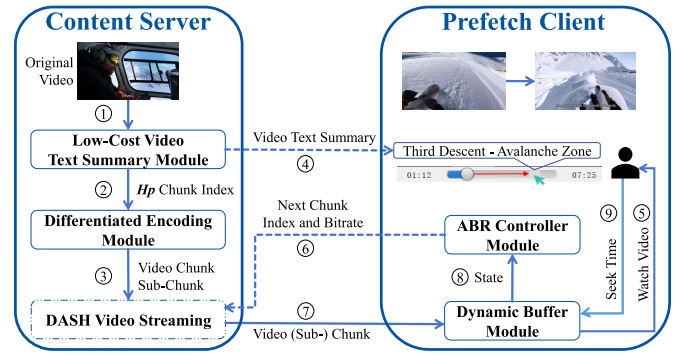 Content Server
Original
Video
①
Low-Cost Video
Text Summary Module
② Hp Chunk Index
Differentiated Encoding
Module
③ Video Chunk
Sub-Chunk
DASH Video Streaming
Video Text Summary
④
Next Chunk
Index and Bitrate
⑥
⑦
Video (Sub-) Chunk
Prefetch Client
Third Descent - Avalanche Zone
01:12 07:25
ABR Controller
Module
⑧ State
Dynamic Buffer
Module
⑨ Seek Time
⑤ Watch Video